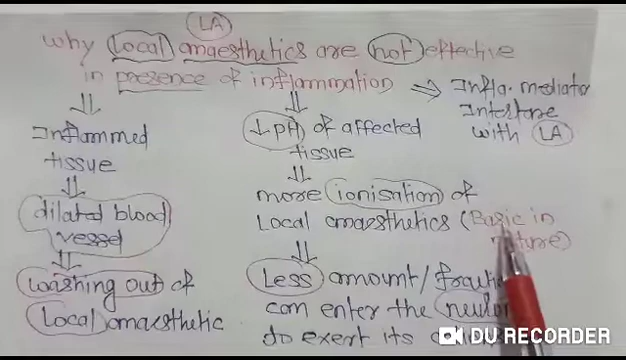 LA
why local anaesthetics are not effective
in presence of inflammation ⇒ Infla. mediator
Interfere
with LA
⇓
Inflammed
tissue
⇓
dilated blood
vessel
⇓
washing out of
Local anaesthetic
⇓
↓PH of affected
tissue
⇓
more ionisation of
Local anaesthetics (Basic in
nature)
⇓
Less amount/
can enter the
to exert its
DU RECORDER